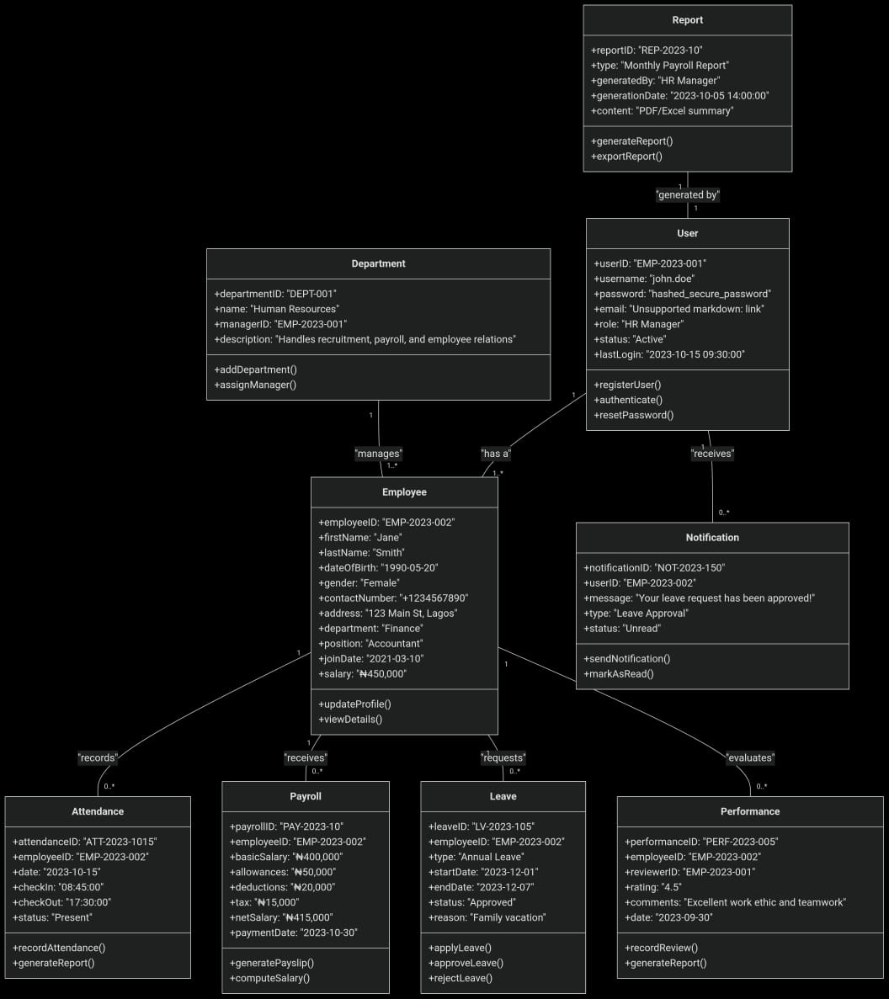 Report
+reportID: "REP-2023-10"
+type: "Monthly Payroll Report"
+generatedBy: "HR Manager"
+generationDate: "2023-10-05 14:00:00"
+content: "PDF/Excel summary"
+generateReport()
+exportReport()
1
"generated by"
1
User
+userID: "EMP-2023-001"
+username: "john.doe"
+password: "hashed_secure_password"
+email: "Unsupported markdown: link"
+role: "HR Manager"
+status: "Active"
+lastLogin: "2023-10-15 09:30:00"
+registerUser()
+authenticate()
+resetPassword()
Department
+departmentID: "DEPT-001"
+name: "Human Resources"
+managerID: "EMP-2023-001"
+description: "Handles recruitment, payroll, and employee relations"
+addDepartment()
+assignManager()
1
"manages"
1..*
1
"has a"
1..*
1
"receives"
0..*
Employee
+employeeID: "EMP-2023-002"
+firstName: "Jane"
+lastName: "Smith"
+dateOfBirth: "1990-05-20"
+gender: "Female"
+contactNumber: "+1234567890"
+address: "123 Main St, Lagos"
+department: "Finance"
+position: "Accountant"
+joinDate: "2021-03-10"
+salary: "₦450,000"
+updateProfile()
+viewDetails()
Notification
+notificationID: "NOT-2023-150"
+userID: "EMP-2023-002"
+message: "Your leave request has been approved!"
+type: "Leave Approval"
+status: "Unread"
+sendNotification()
+markAsRead()
1
"records"
0..*
1
"receives"
0..*
1
"requests"
0..*
1
"evaluates"
0..*
Attendance
+attendanceID: "ATT-2023-1015"
+employeeID: "EMP-2023-002"
+date: "2023-10-15"
+checkIn: "08:45:00"
+checkOut: "17:30:00"
+status: "Present"
+recordAttendance()
+generateReport()
Payroll
+payrollID: "PAY-2023-10"
+employeeID: "EMP-2023-002"
+basicSalary: "₦400,000"
+allowances: "₦50,000"
+deductions: "₦20,000"
+tax: "₦15,000"
+netSalary: "₦415,000"
+paymentDate: "2023-10-30"
+generatePayslip()
+computeSalary()
Leave
+leaveID: "LV-2023-105"
+employeeID: "EMP-2023-002"
+type: "Annual Leave"
+startDate: "2023-12-01"
+endDate: "2023-12-07"
+status: "Approved"
+reason: "Family vacation"
+applyLeave()
+approveLeave()
+rejectLeave()
Performance
+performanceID: "PERF-2023-005"
+employeeID: "EMP-2023-002"
+reviewerID: "EMP-2023-001"
+rating: "4.5"
+comments: "Excellent work ethic and teamwork"
+date: "2023-09-30"
+recordReview()
+generateReport()